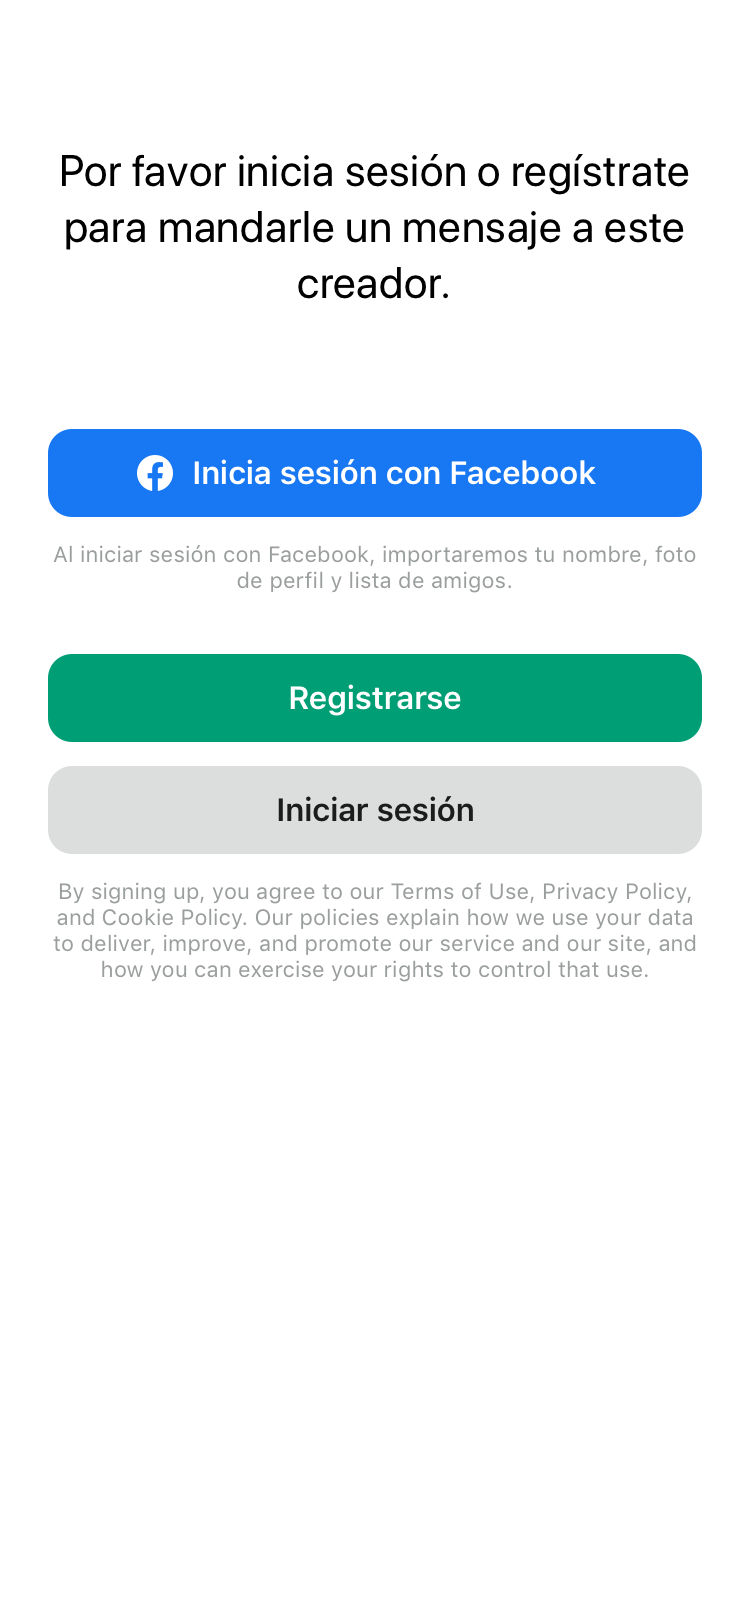 Por favor inicia sesión o regístrate
para mandarle un mensaje a este
creador.
Inicia sesión con Facebook
Al iniciar sesión con Facebook, importaremos tu nombre, foto
de perfil y lista de amigos.
Registrarse
Iniciar sesión
By signing up, you agree to our Terms of Use, Privacy Policy,
and Cookie Policy. Our policies explain how we use your data
to deliver, improve, and promote our service and our site, and
how you can exercise your rights to control that use.